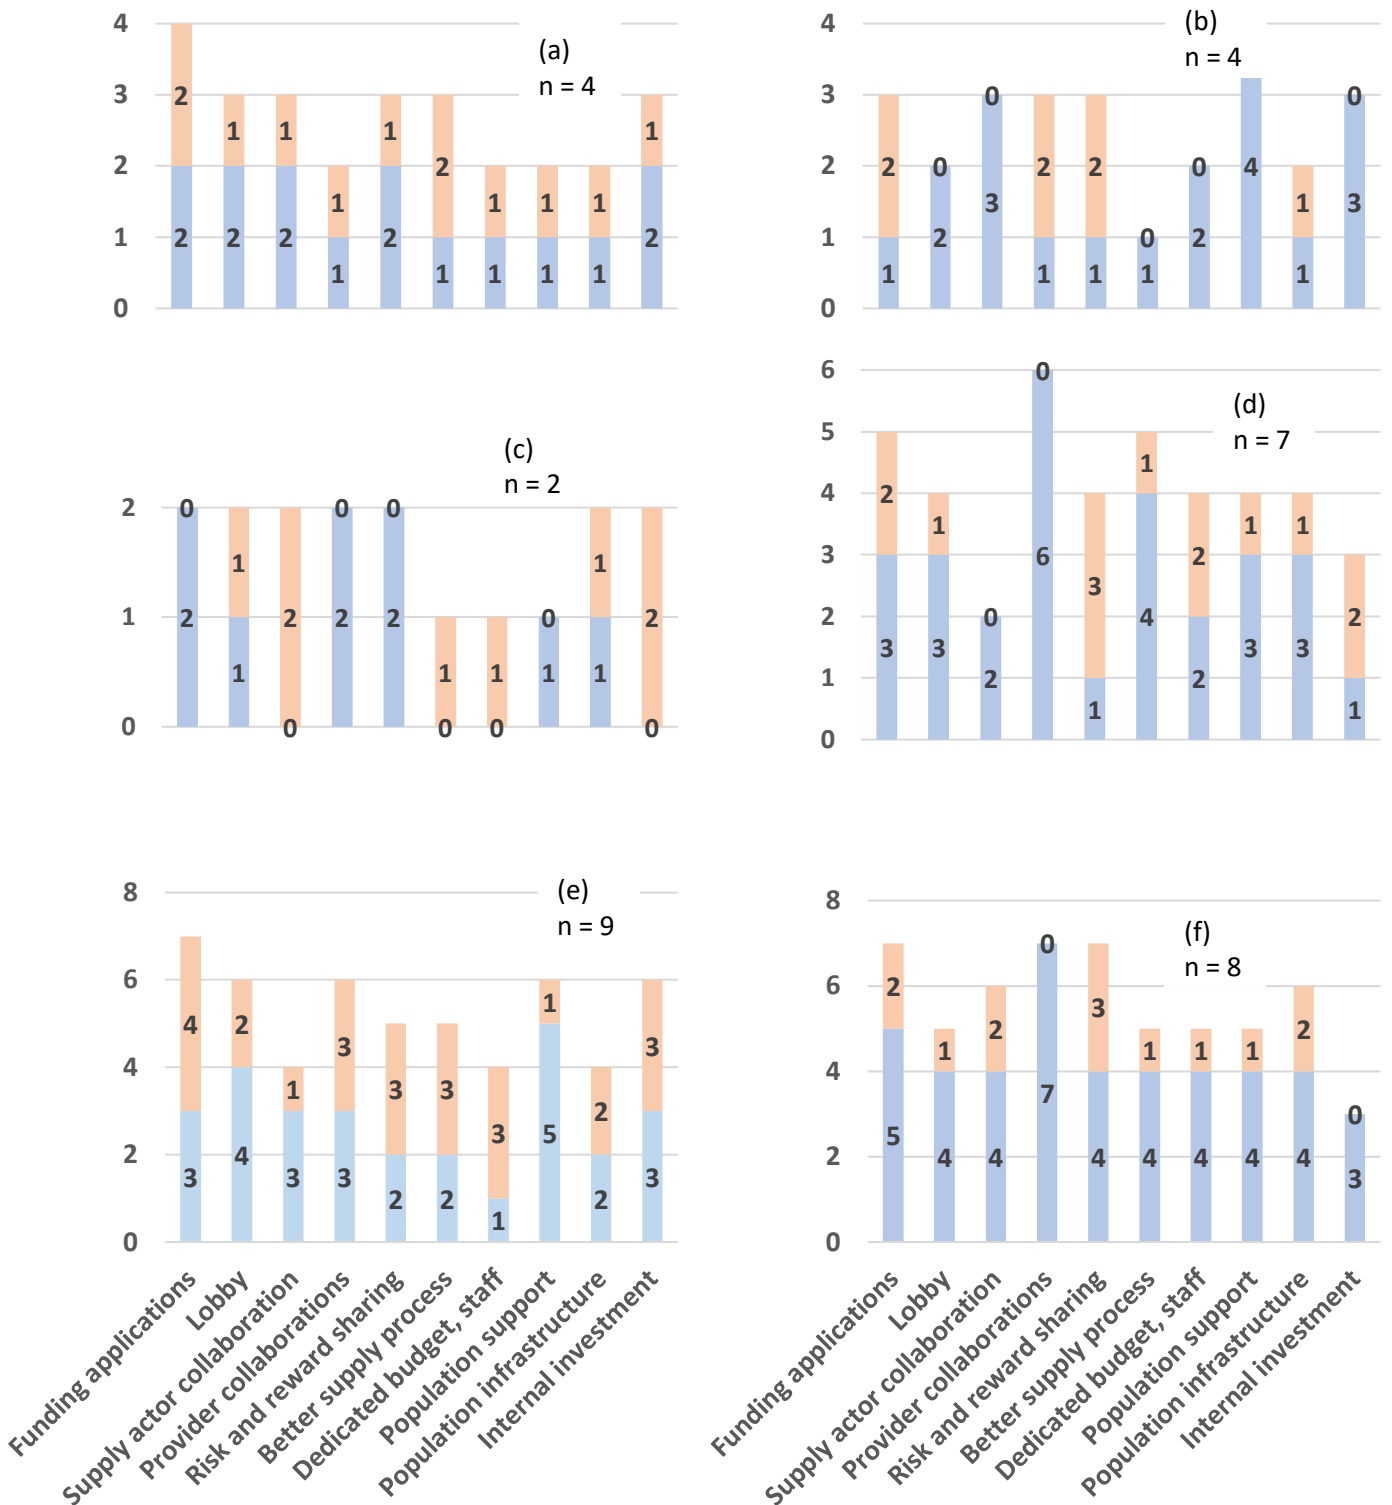 (a)
n = 4
4
3
2
1
0
2 1 1 1 1 2 1 1 1 1
2 2 2 1 2 1 1 1 1 2
(b)
n = 4
4
3
2
1
0
2 0 0 2 2 0 0 1 0
1 2 3 1 1 1 2 4 1 3
(c)
n = 2
2
1
0
0 1 2 0 0 1 1 0 1 2
2 1 0 2 2 0 0 1 1 0
(d)
n = 7
6
5
4
3
2
1
0
2 1 0 0 3 1 2 1 1 2
3 3 2 6 1 4 2 3 3 1
(e)
n = 9
8
6
4
2
0
4 2 1 3 3 3 3 1 2 3
3 4 3 3 2 2 1 5 2 3
Funding applications
Lobby
Supply actor collaboration
Provider collaborations
Risk and reward sharing
Better supply process
Dedicated budget, staff
Population support
Population infrastructure
Internal investment
(f)
n = 8
8
6
4
2
0
2 1 2 0 3 1 1 1 2 0
5 4 4 7 4 4 4 4 4 3
Funding applications
Lobby
Supply actor collaboration
Provider collaborations
Risk and reward sharing
Better supply process
Dedicated budget, staff
Population support
Population infrastructure
Internal investment